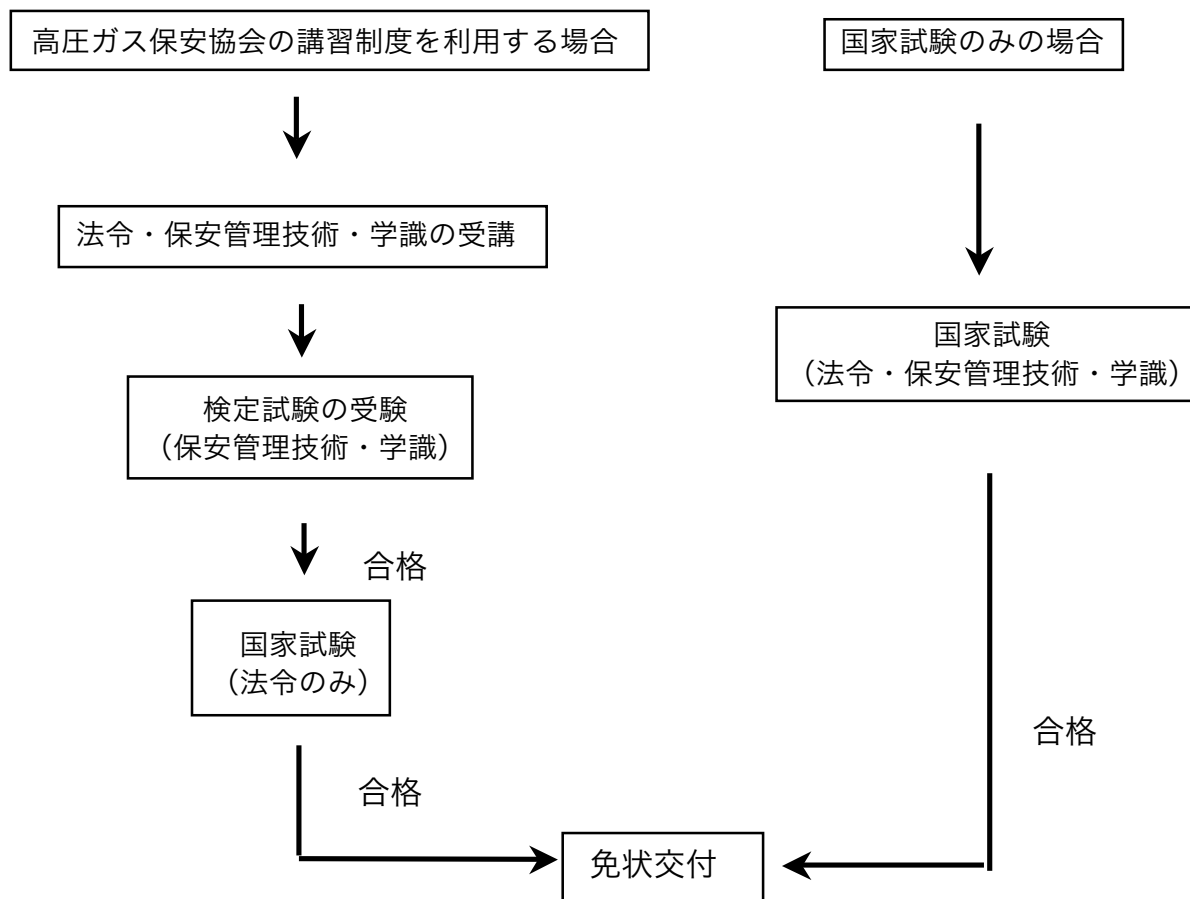 高圧ガス保安協会の講習制度を利用する場合
国家試験のみの場合
法令・保安管理技術・学識の受講
国家試験
（法令・保安管理技術・学識）
検定試験の受験
（保安管理技術・学識）
合格
国家試験
（法令のみ）
合格
合格
免状交付